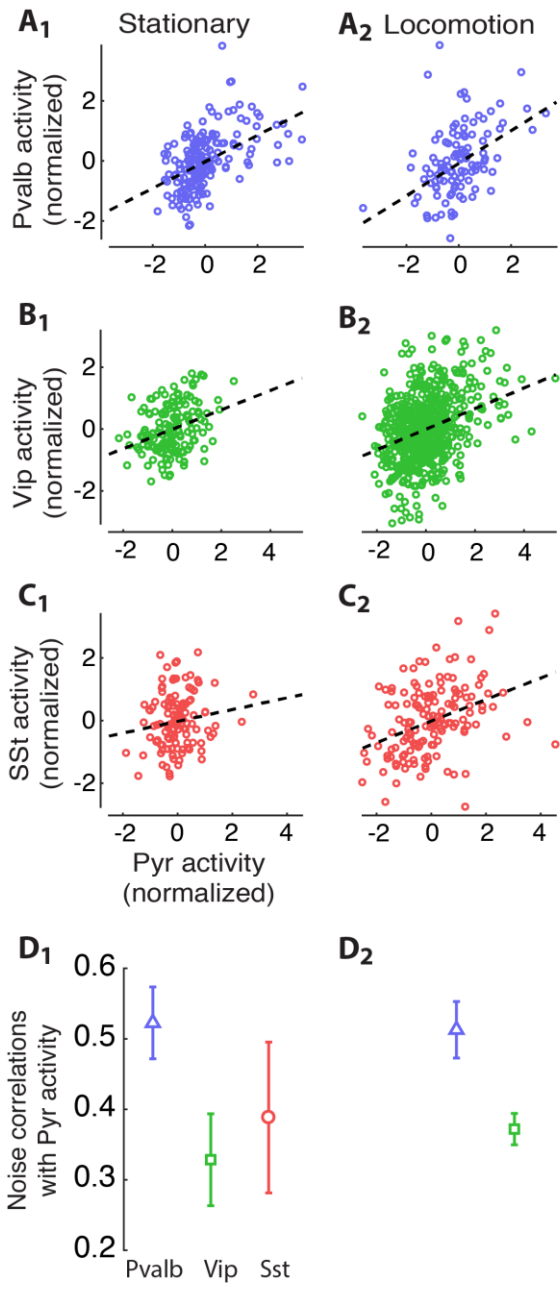 A1 Stationary
A2 Locomotion
Pvalb activity
(normalized)
2
0
-2
-2 0 2
-2 0 2
B1
B2
Vip activity
(normalized)
2
0
-2
-2 0 2 4
-2 0 2 4
C1
C2
SSt activity
(normalized)
2
0
-2
-2 0 2 4
-2 0 2 4
Pyr activity
(normalized)
D1
D2
Noise correlations
with Pyr activity
0.6
0.5
0.4
0.3
0.2
Pvalb Vip Sst